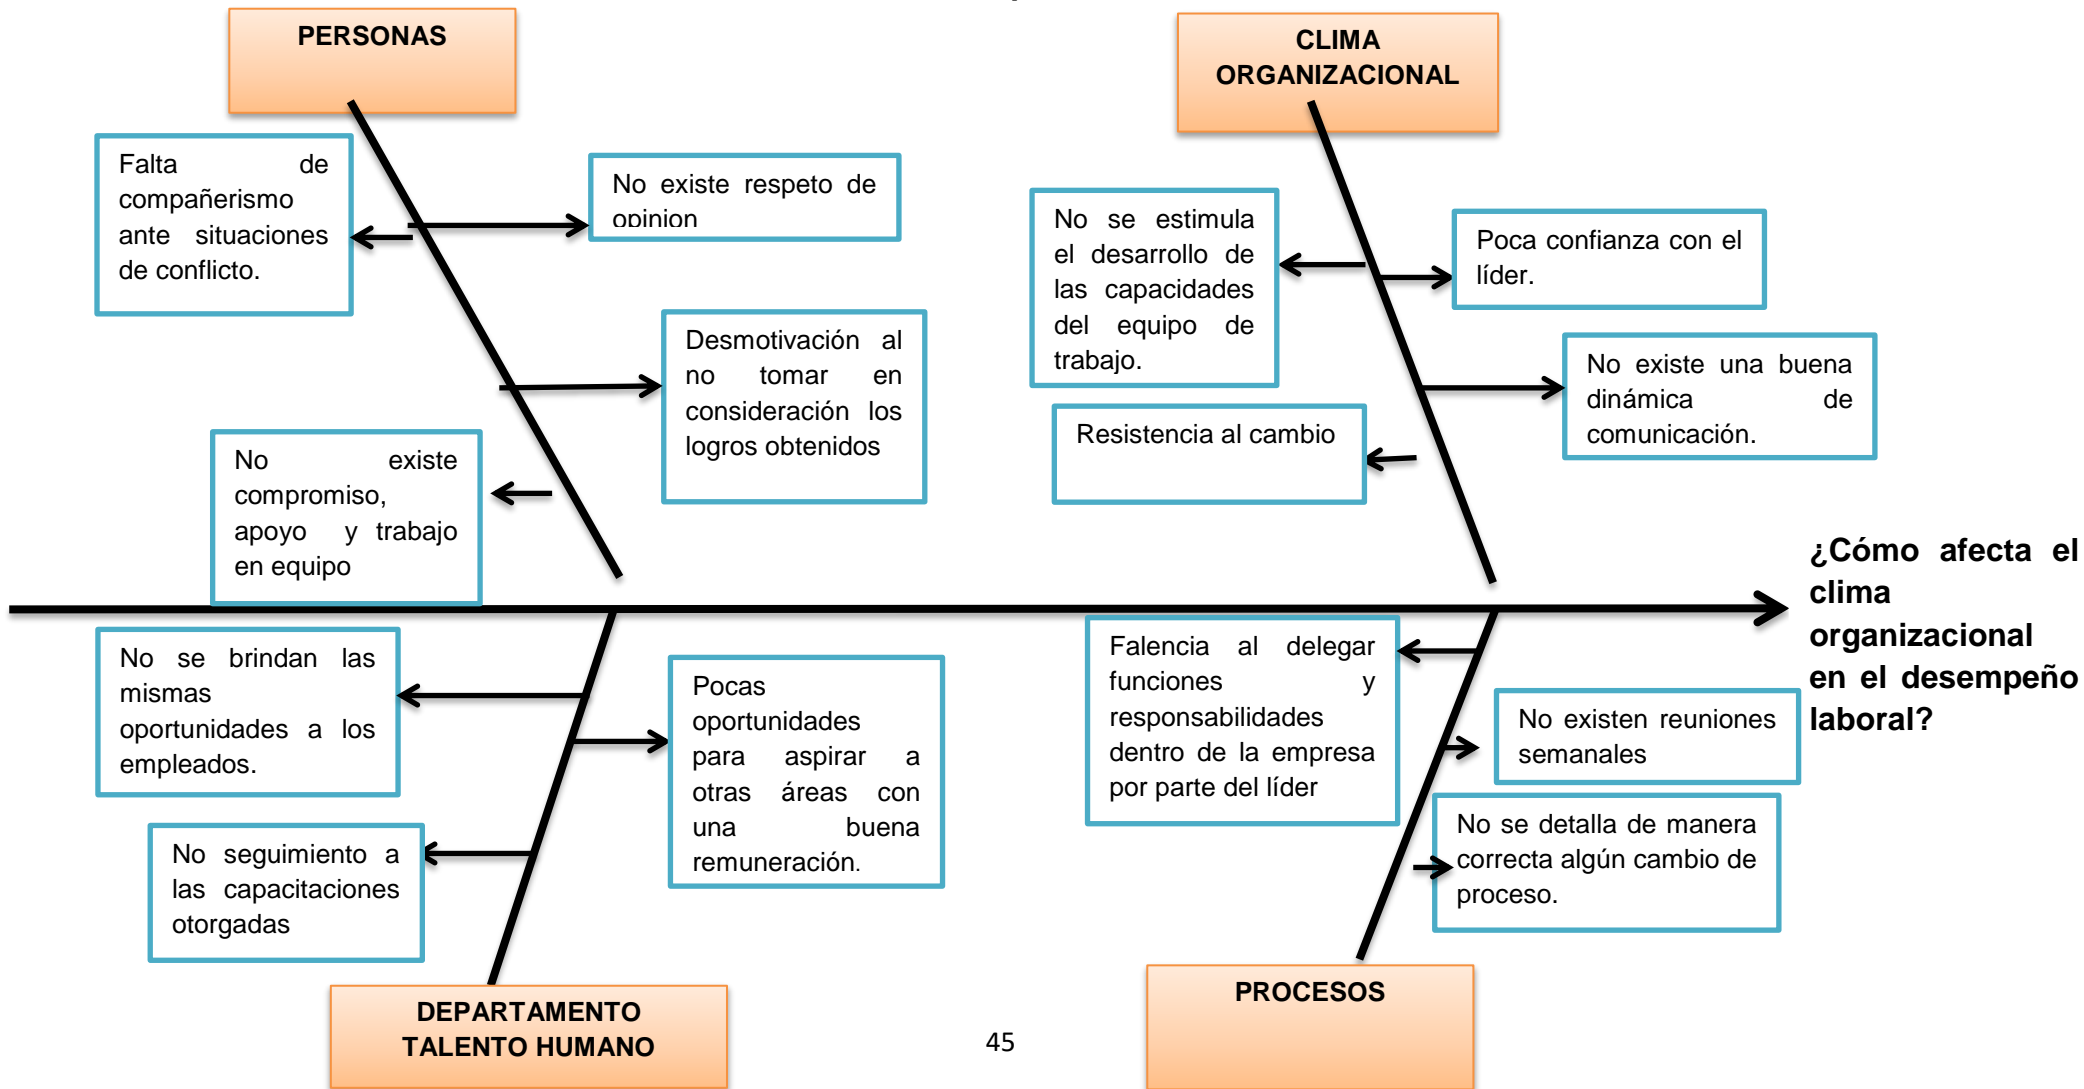 PERSONAS
CLIMA
ORGANIZACIONAL
Falta de
compañerismo
ante situaciones
de conflicto.
No existe respeto de
opinion
No se estimula
el desarrollo de
las capacidades
del equipo de
trabajo.
Poca confianza con el
líder.
Desmotivación al
no tomar en
consideración los
logros obtenidos
No existe una buena
dinámica de
comunicación.
Resistencia al cambio
No existe
compromiso,
apoyo y trabajo
en equipo
¿Cómo afecta el
clima
organizacional
en el desempeño
laboral?
No se brindan las
mismas
oportunidades a los
empleados.
Pocas
oportunidades
para aspirar a
otras áreas con
una buena
remuneración.
Falencia al delegar
funciones y
responsabilidades
dentro de la empresa
por parte del líder
No existen reuniones
semanales
No seguimiento a
las capacitaciones
otorgadas
No se detalla de manera
correcta algún cambio de
proceso.
DEPARTAMENTO
TALENTO HUMANO
PROCESOS
45